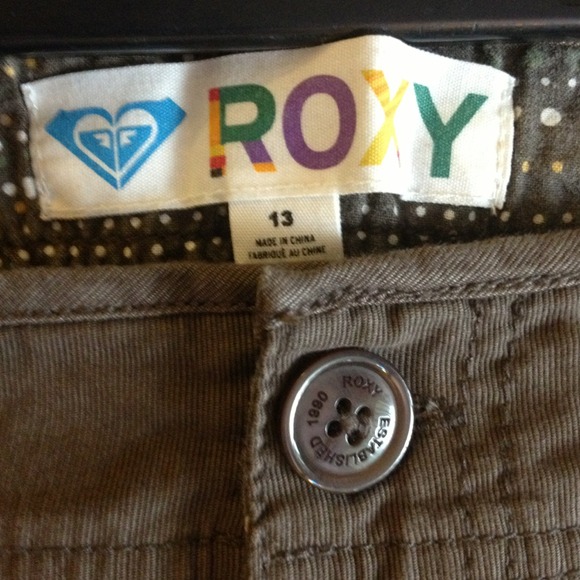 ROXY
13
MADE IN CHINA
FABRIQUÉ AU CHINE
ROXY
ESTABLISHED 1990